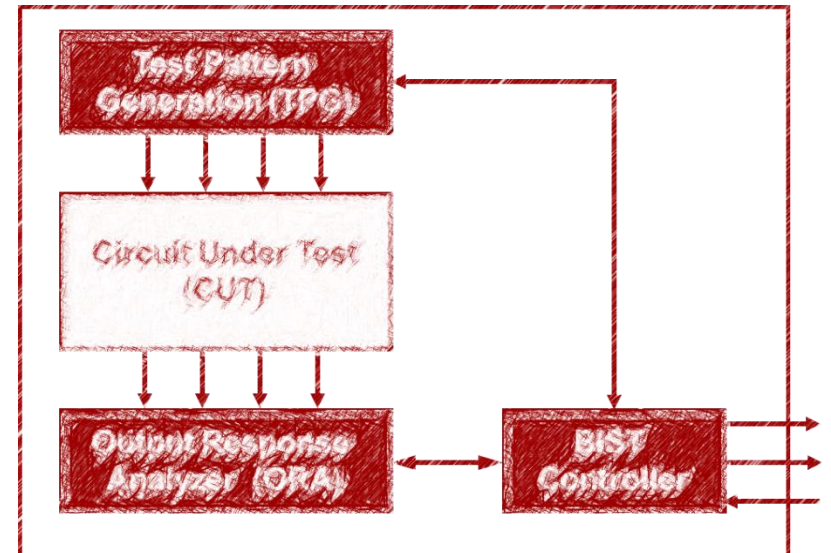 Test Pattern
Generation (TPG)
Circuit Under Test
(CUT)
Output Response
Analyzer (ORA)
BIST
Controller